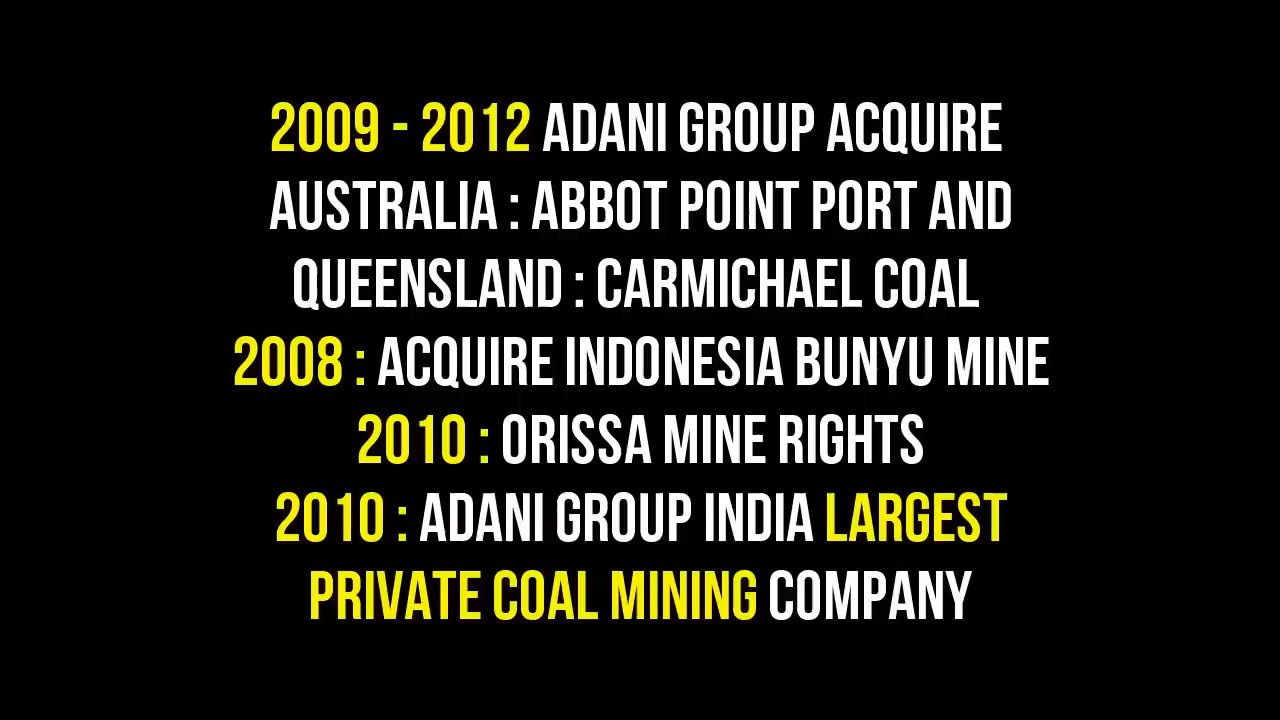 2009 - 2012 ADANI GROUP ACQUIRE
AUSTRALIA : ABBOT POINT PORT AND
QUEENSLAND : CARMICHAEL COAL
2008 : ACQUIRE INDONESIA BUNYU MINE
2010 : ORISSA MINE RIGHTS
2010 : ADANI GROUP INDIA LARGEST
PRIVATE COAL MINING COMPANY